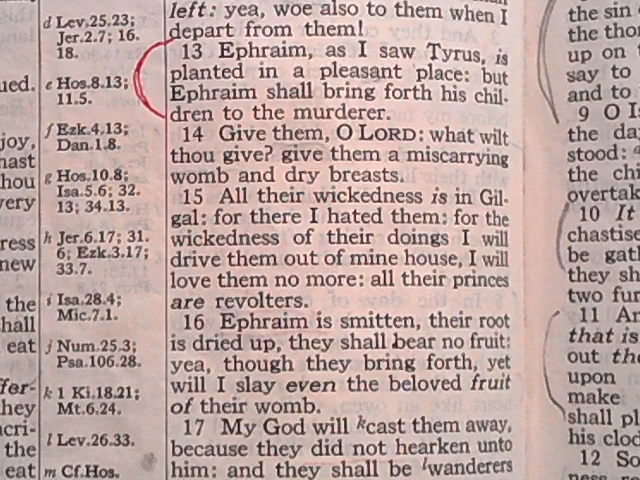 ued.
joy,
hast
hou
very
ress
new
the
shall
eat
ffer-
they
cri-
the
eat
d Lev.25.23;
Jer.2.7; 16.
18.
e Hos.8.13;
11.5.
f Ezk.4.13;
Dan.1.8.
g Hos.10.8;
Isa.5.6; 32.
13; 34.13.
h Jer.6.17; 31.
6; Ezk.3.17;
33.7.
i Isa.28.4;
Mic.7.1.
j Num.25.3;
Psa.106.28.
k 1 Ki.18.21;
Mt.6.24.
l Lev.26.33.
m Cf.Hos.
left: yea, woe also to them when I
depart from them!
13 Ephraim, as I saw Tyrus, is
planted in a pleasant place: but
Ephraim shall bring forth his chil-
dren to the murderer.
14 Give them, O LORD: what wilt
thou give? give them a miscarrying
womb and dry breasts.
15 All their wickedness is in Gil-
gal: for there I hated them: for the
wickedness of their doings I will
drive them out of mine house, I will
love them no more: all their princes
are revolters.
16 Ephraim is smitten, their root
is dried up, they shall bear no fruit:
yea, though they bring forth, yet
will I slay even the beloved fruit
of their womb.
17 My God will kcast them away,
because they did not hearken unto
him: and they shall be lwanderers
the sin
the tho
up on
say to
and to
9 O Is
the da
stood:
the chi
overtak
10 It
chastise
be gath
they sh
two fur
11 An
that is
out the
upon
make
shall pl
his clod
12 So